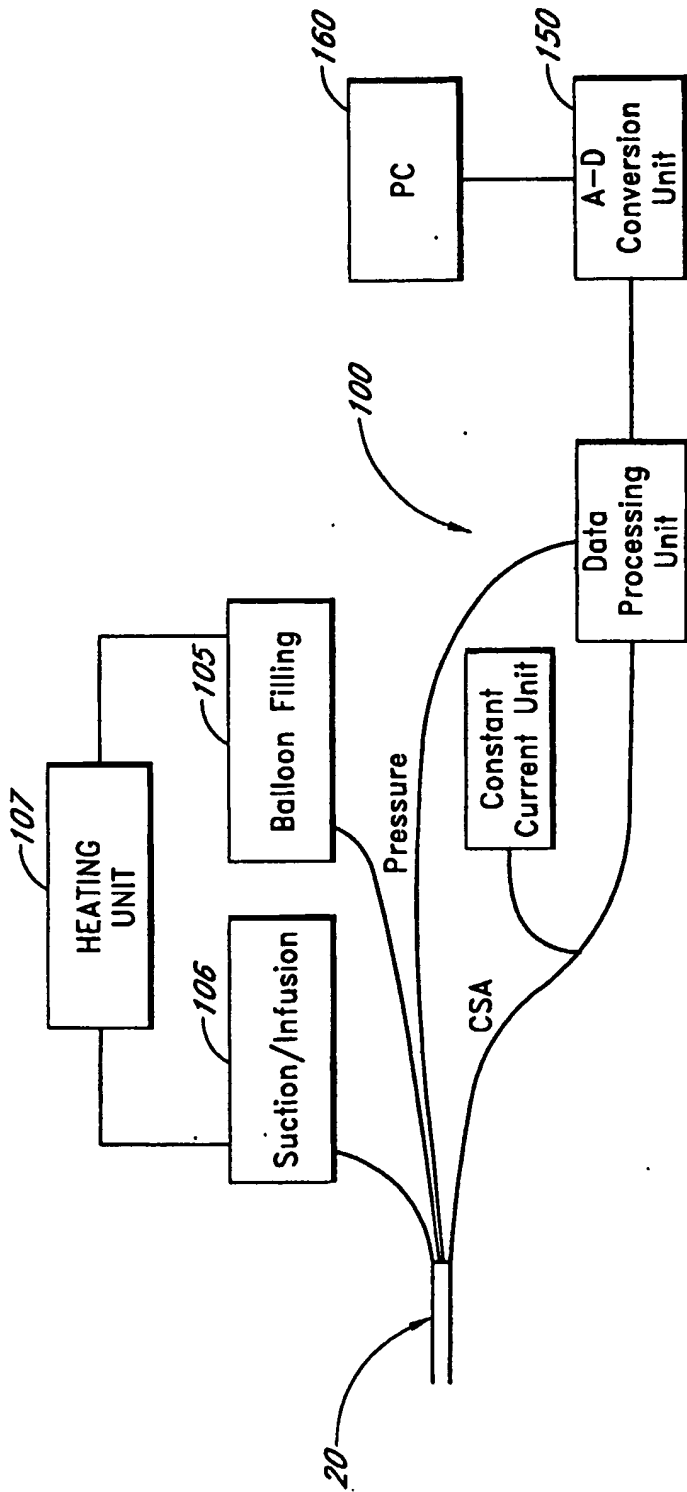 107
HEATING
UNIT
106
Suction/Infusion
105
Balloon Filling
160
PC
100
Pressure
Constant
Current Unit
CSA
Data
Processing
Unit
150
A-D
Conversion
Unit
20